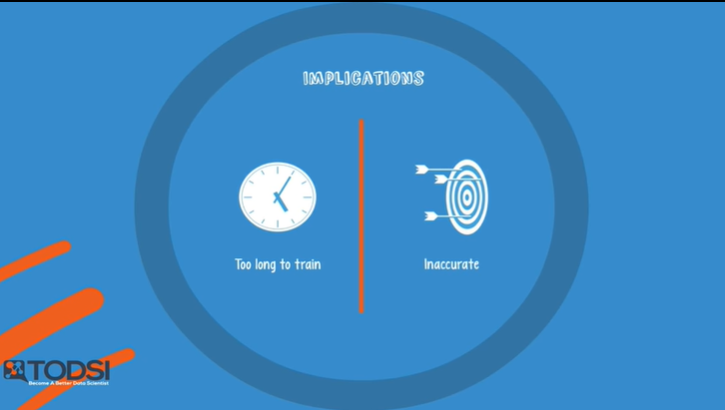 IMPLICATIONS
Too long to train
Inaccurate
TODSI
Become A Better Data Scientist